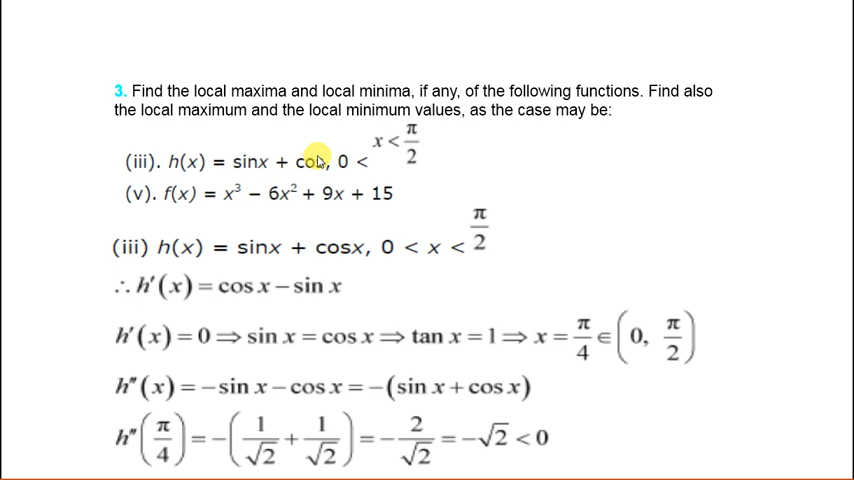 3. Find the local maxima and local minima, if any, of the following functions. Find also
the local maximum and the local minimum values, as the case may be:
(iii). h(x) = sinx + co, 0 < x < π/2
(v). f(x) = x³ − 6x² + 9x + 15
(iii) h(x) = sinx + cosx, 0 < x < π/2
∴ h′(x) = cos x − sin x
h′(x) = 0 ⇒ sin x = cos x ⇒ tan x = 1 ⇒ x = π/4 ∈ (0, π/2)
h″(x) = −sin x − cos x = −(sin x + cos x)
h″(π/4) = −(1/√2 + 1/√2) = −2/√2 = −√2 < 0